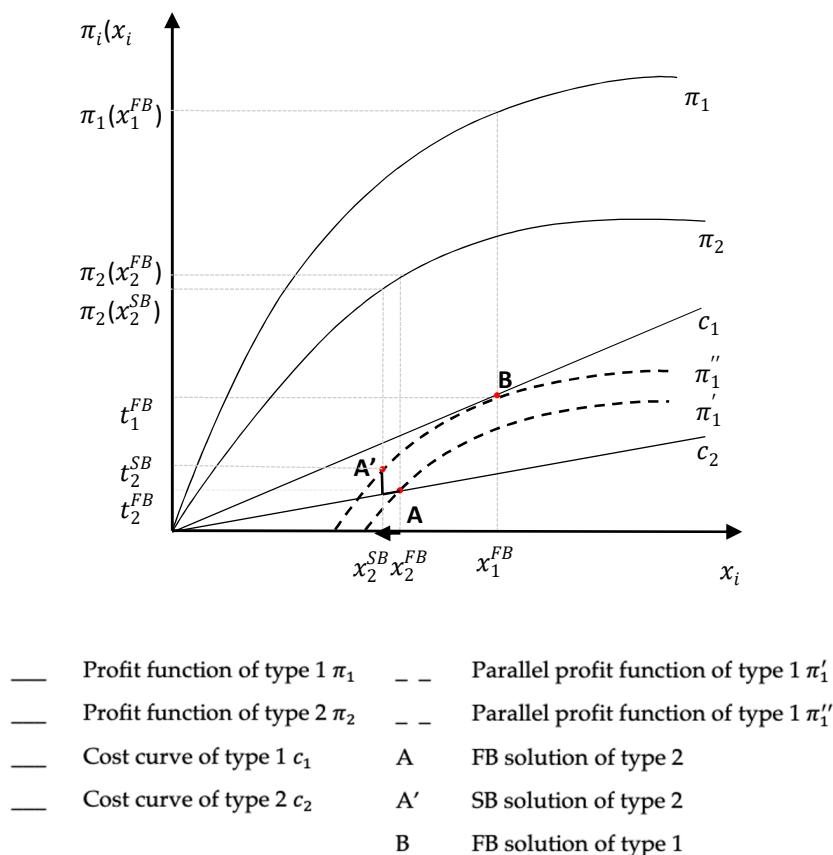 π_i(x_i
π_1(x_1^{FB})
π_1
π_2
π_2(x_2^{FB})
π_2(x_2^{SB})
c_1
B
π_1^{''}
t_1^{FB}
π_1^{'}
c_2
A’
t_2^{SB}
t_2^{FB}
A
x_2^{SB} x_2^{FB} x_1^{FB}
x_i
___ Profit function of type 1 π_1 _ _ Parallel profit function of type 1 π_1′
___ Profit function of type 2 π_2 _ _ Parallel profit function of type 1 π_1″
___ Cost curve of type 1 c_1 A FB solution of type 2
___ Cost curve of type 2 c_2 A′ SB solution of type 2
B FB solution of type 1